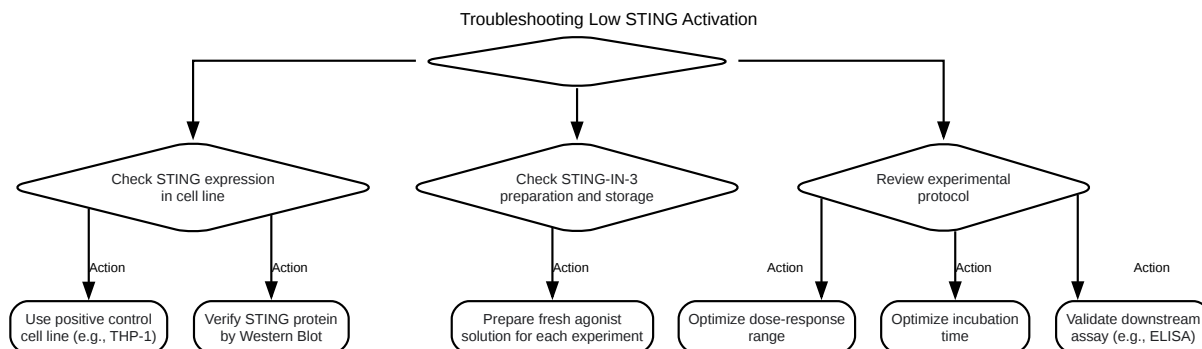 Troubleshooting Low STING Activation
Check STING expression
in cell line
Check STING-IN-3
preparation and storage
Review experimental
protocol
Action
Action
Action
Action
Action
Action
Use positive control
cell line (e.g., THP-1)
Verify STING protein
by Western Blot
Prepare fresh agonist
solution for each experiment
Optimize dose-response
range
Optimize incubation
time
Validate downstream
assay (e.g., ELISA)